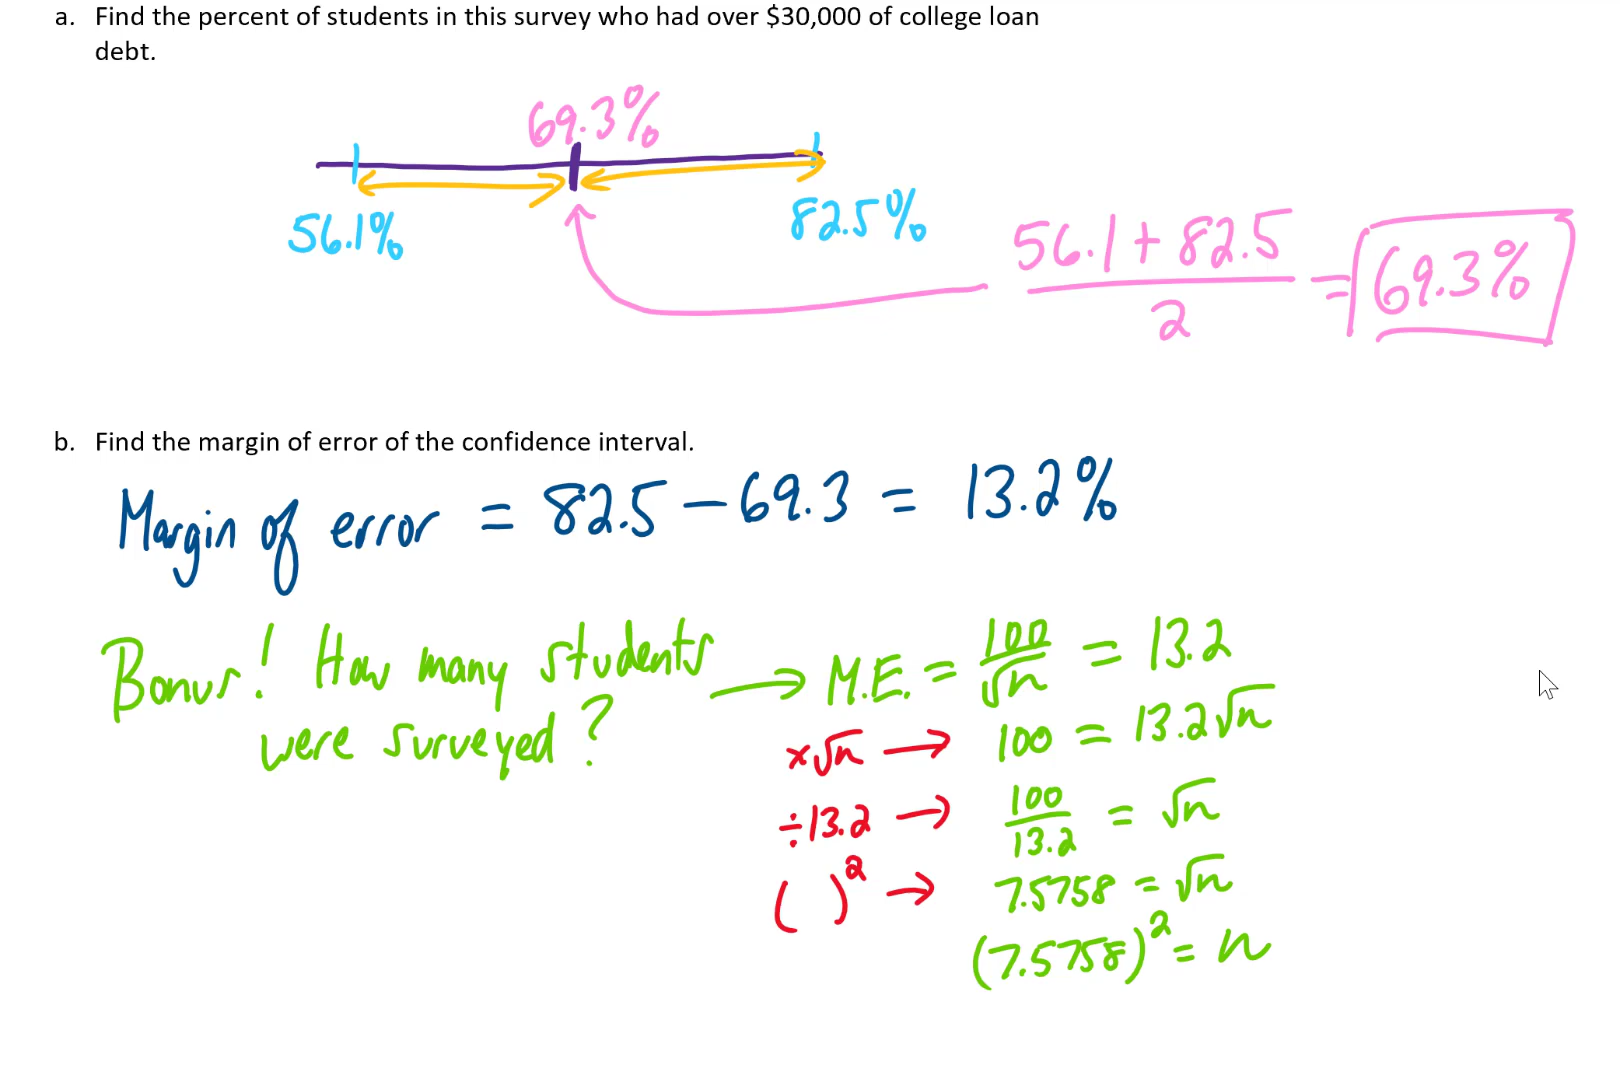 a. Find the percent of students in this survey who had over $30,000 of college loan
debt.
69.3%
56.1%
82.5%
56.1 + 82.5
2
= 69.3%
b. Find the margin of error of the confidence interval.
Margin of error = 82.5 − 69.3 = 13.2%
Bonus! How many students
were surveyed?
→ M.E. = 100/√n = 13.2
×√n → 100 = 13.2√n
÷13.2 → 100/13.2 = √n
( )² → 7.5758 = √n
(7.5758)² = n